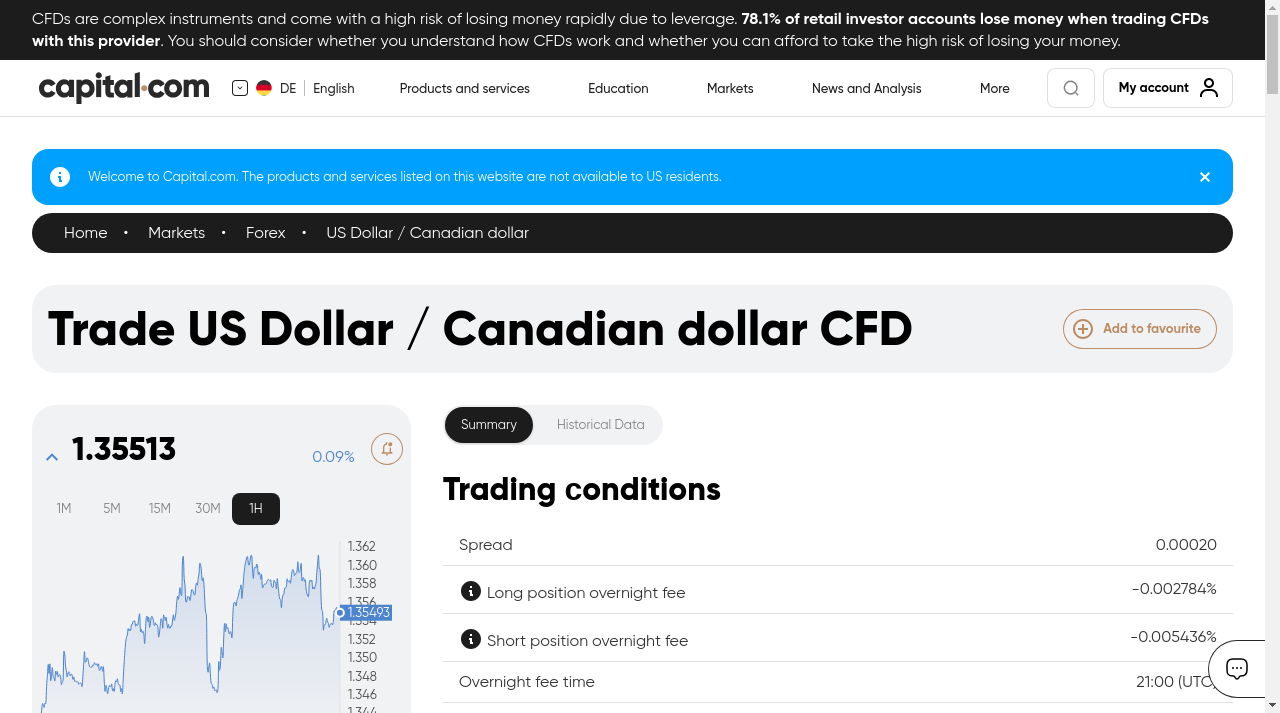 CFDs are complex instruments and come with a high risk of losing money rapidly due to leverage. 78.1% of retail investor accounts lose money when trading CFDs
with this provider. You should consider whether you understand how CFDs work and whether you can afford to take the high risk of losing your money.
capital.com
DE English Products and services Education Markets News and Analysis More My account
Welcome to Capital.com. The products and services listed on this website are not available to US residents.
Home • Markets • Forex • US Dollar / Canadian dollar
Trade US Dollar / Canadian dollar CFD
Add to favourite
1.35513
0.09%
1M 5M 15M 30M 1H
1.362
1.360
1.358
1.356
1.35493
1.354
1.352
1.350
1.348
1.346
1.344
Summary Historical Data
Trading conditions
Spread 0.00020
Long position overnight fee -0.002784%
Short position overnight fee -0.005436%
Overnight fee time 21:00 (UTC)